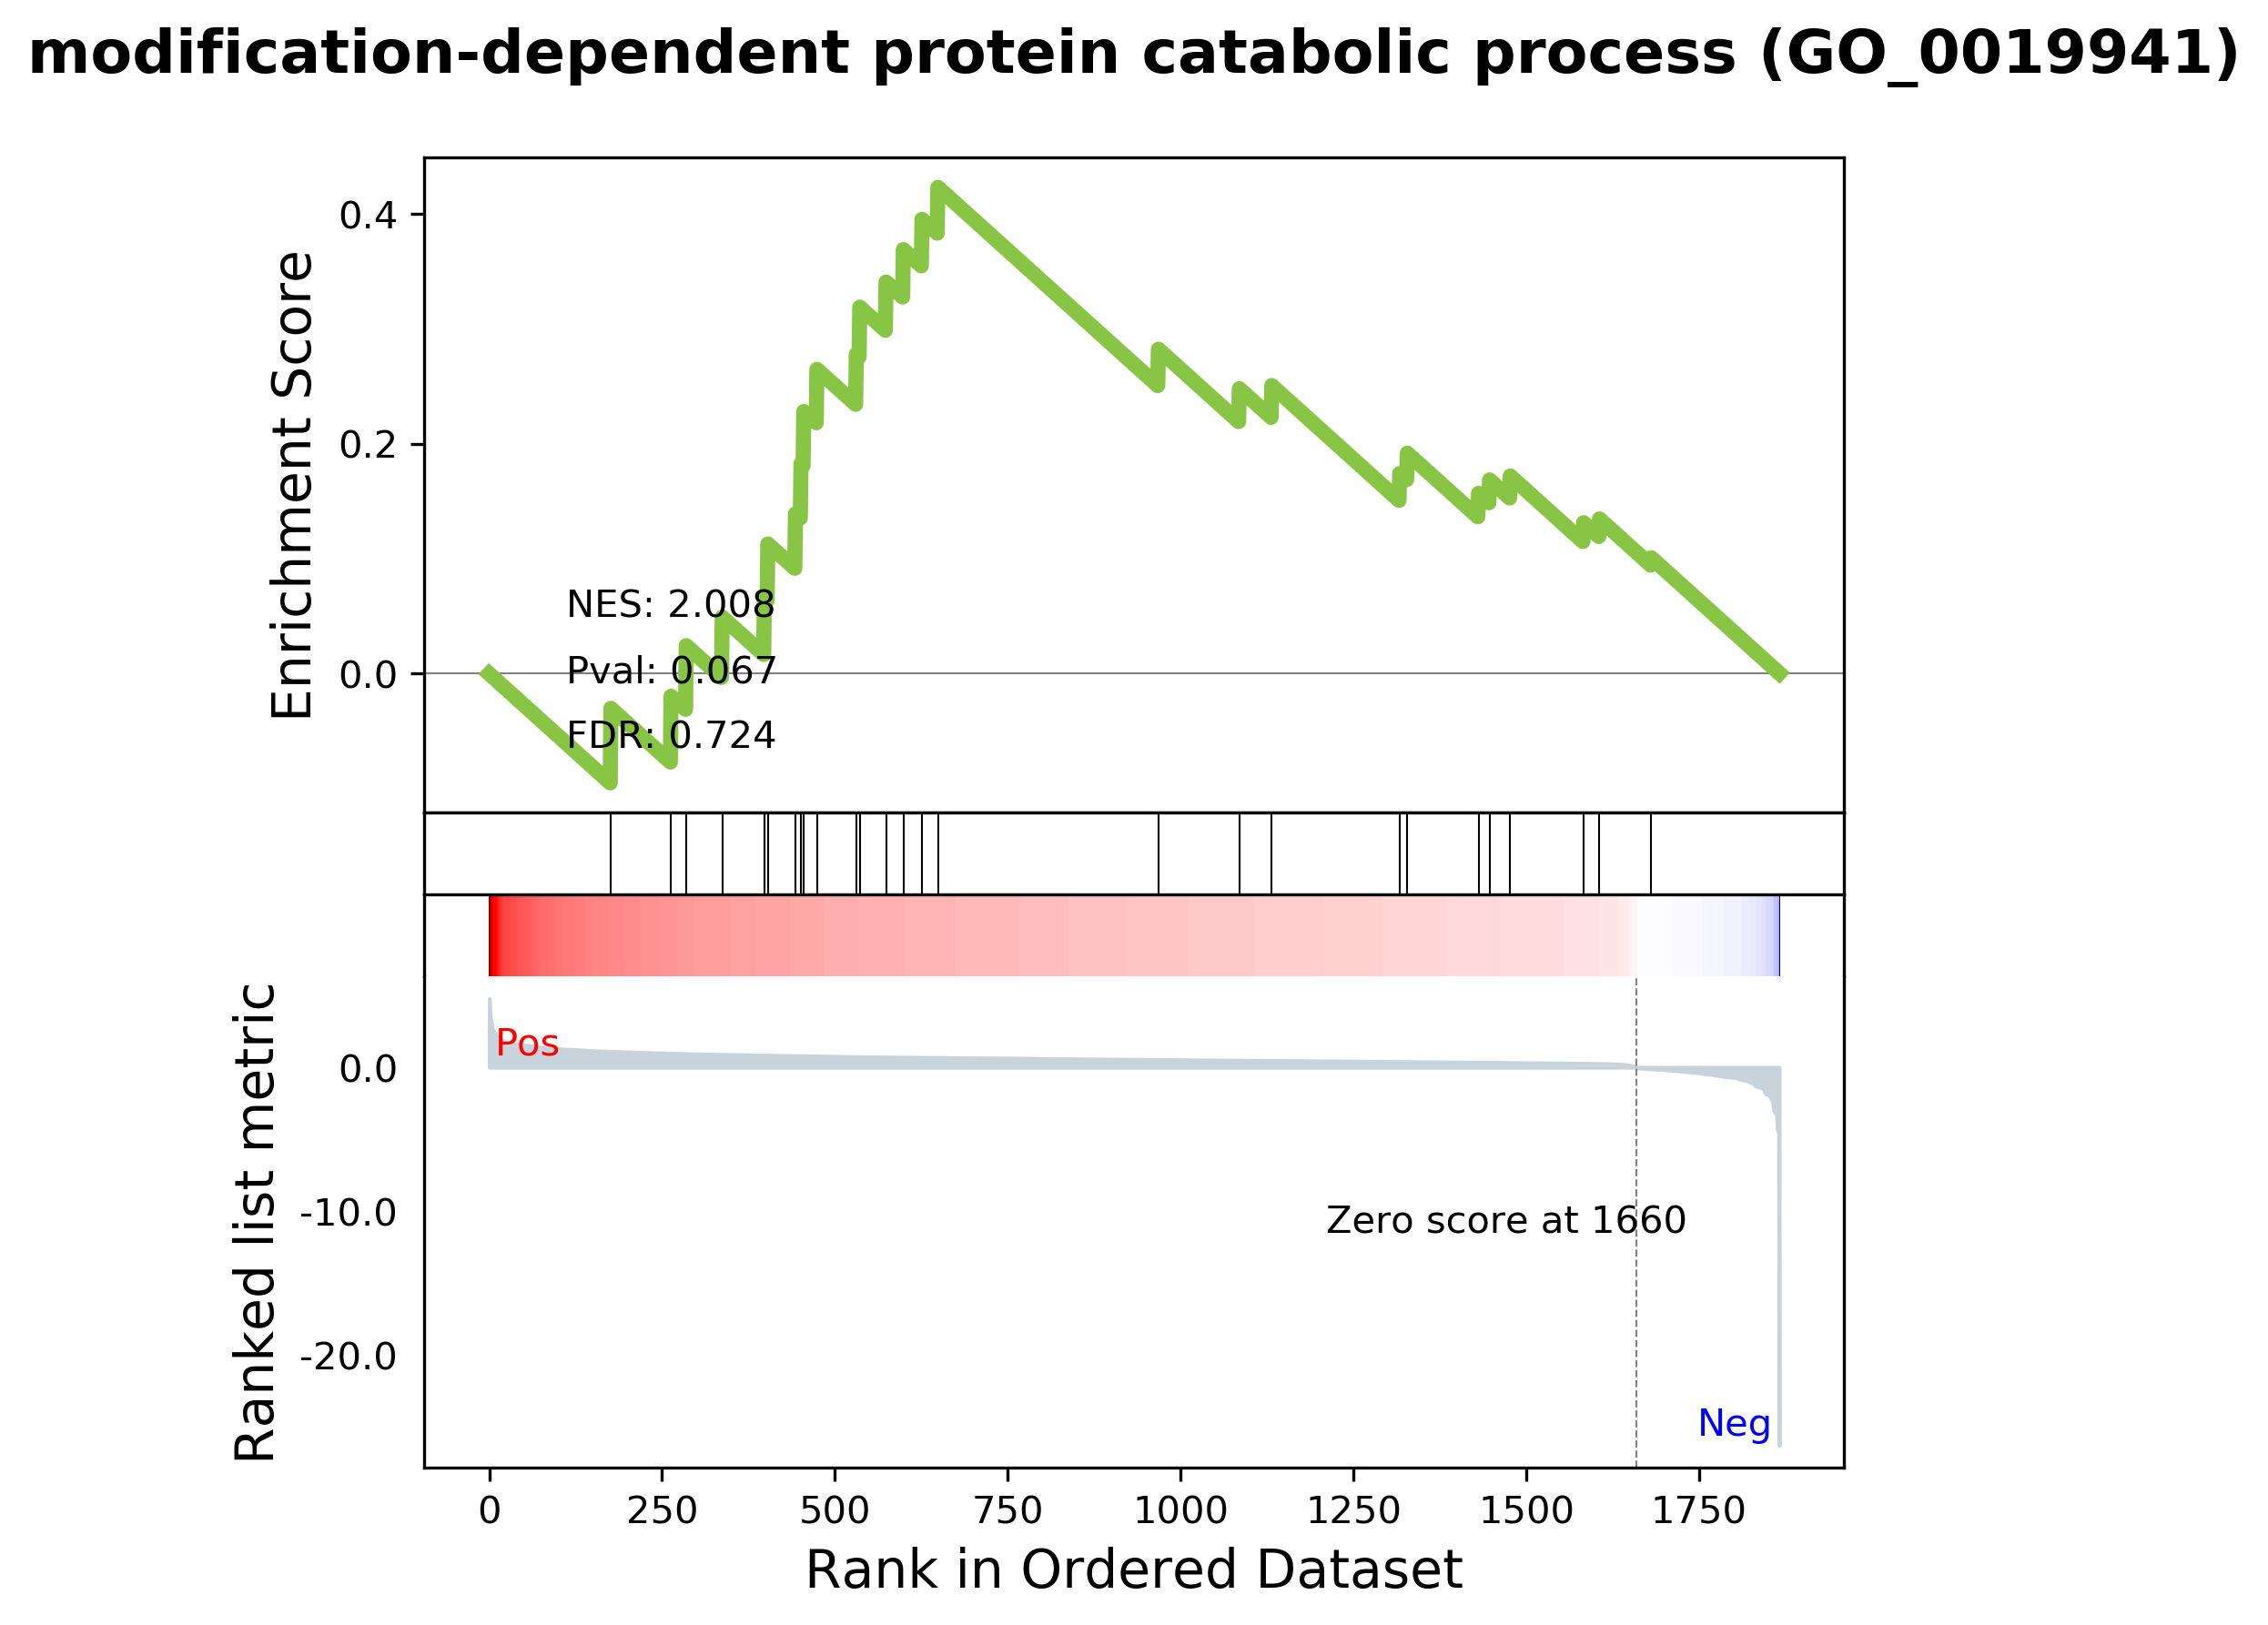 modification-dependent protein catabolic process (GO_0019941)
Enrichment Score
0.4
0.2
0.0
NES: 2.008
Pval: 0.067
FDR: 0.724
Ranked list metric
Pos
0.0
-10.0
-20.0
Zero score at 1660
Neg
0 250 500 750 1000 1250 1500 1750
Rank in Ordered Dataset